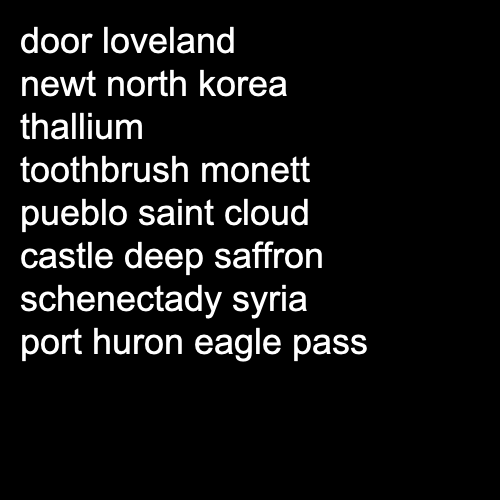 door loveland
newt north korea
thallium
toothbrush monett
pueblo saint cloud
castle deep saffron
schenectady syria
port huron eagle pass